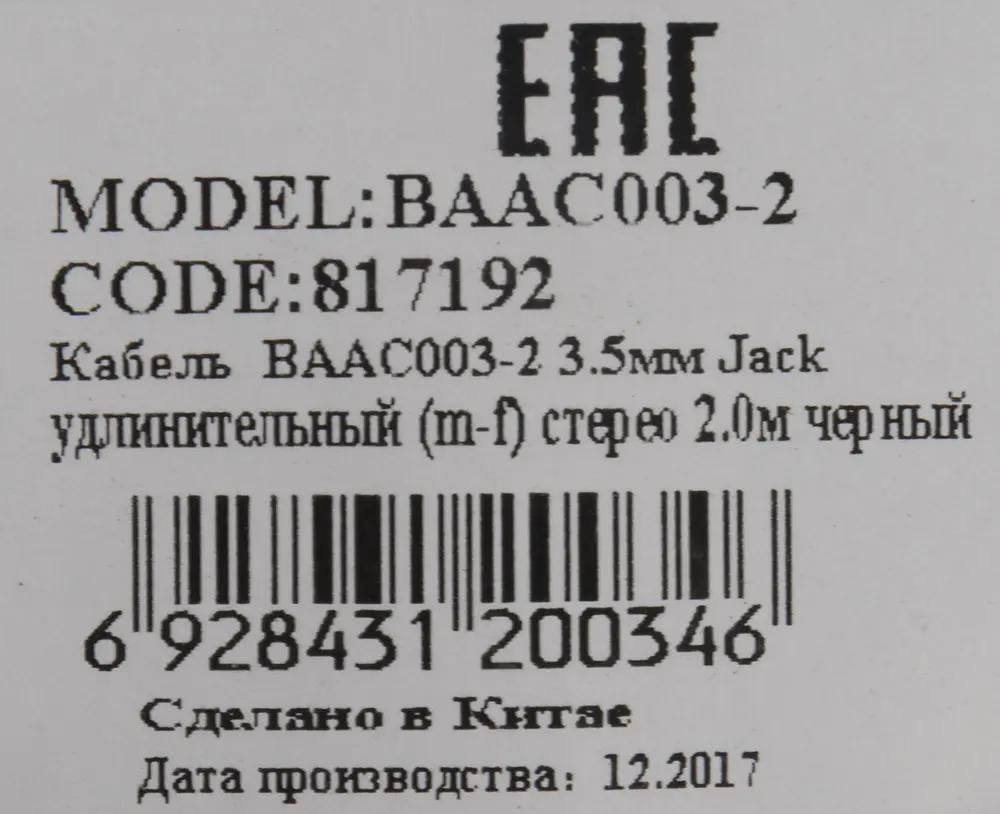 EAC
MODEL:BAAC003-2
CODE:817192
Кабель BAAC003-2 3.5мм Jack
удлинительный (m-f) стерео 2.0м черный
6 928431 200346
Сделано в Китае
Дата производства: 12.2017